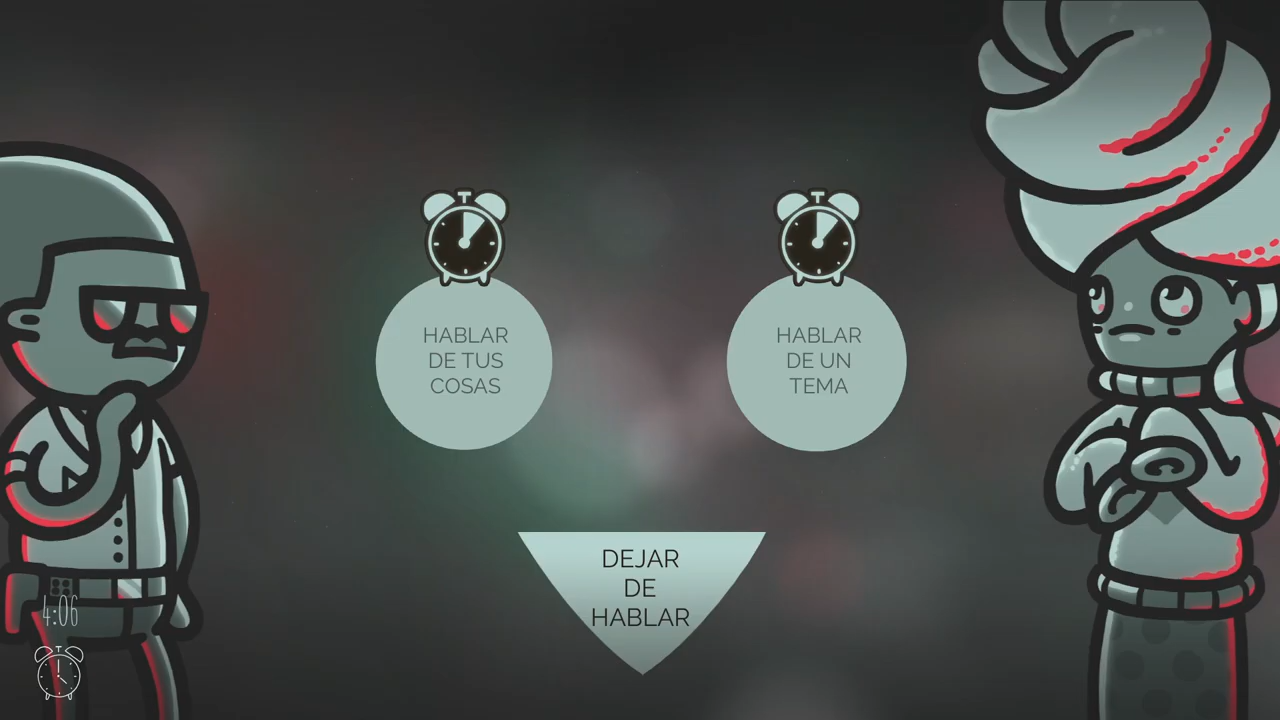 HABLAR
DE TUS
COSAS
HABLAR
DE UN
TEMA
DEJAR
DE
HABLAR
4:06